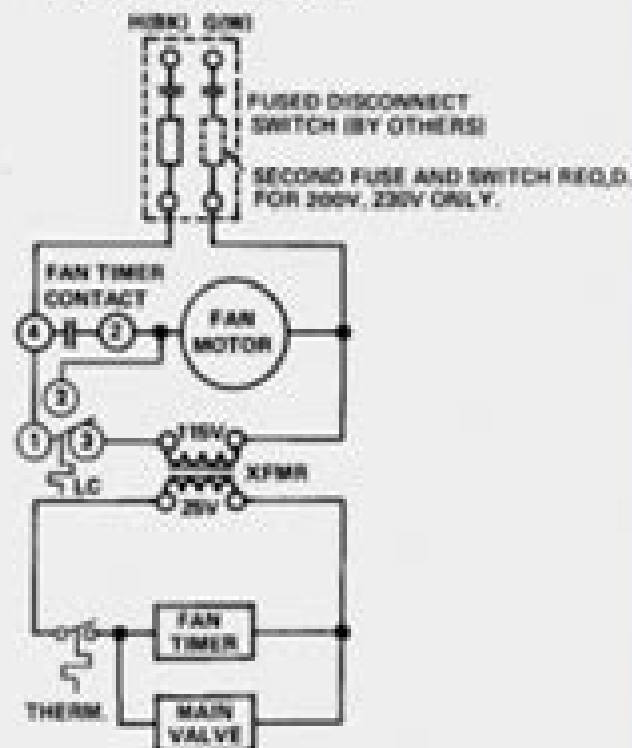 H(BK) G(W)
FUSED DISCONNECT
SWITCH (BY OTHERS)
SECOND FUSE AND SWITCH REQ,D.
FOR 200V, 230V ONLY.
FAN TIMER
CONTACT
4 2
FAN
MOTOR
2
1 3
115V
LC
XFMR
25V
FAN
TIMER
THERM.
MAIN
VALVE